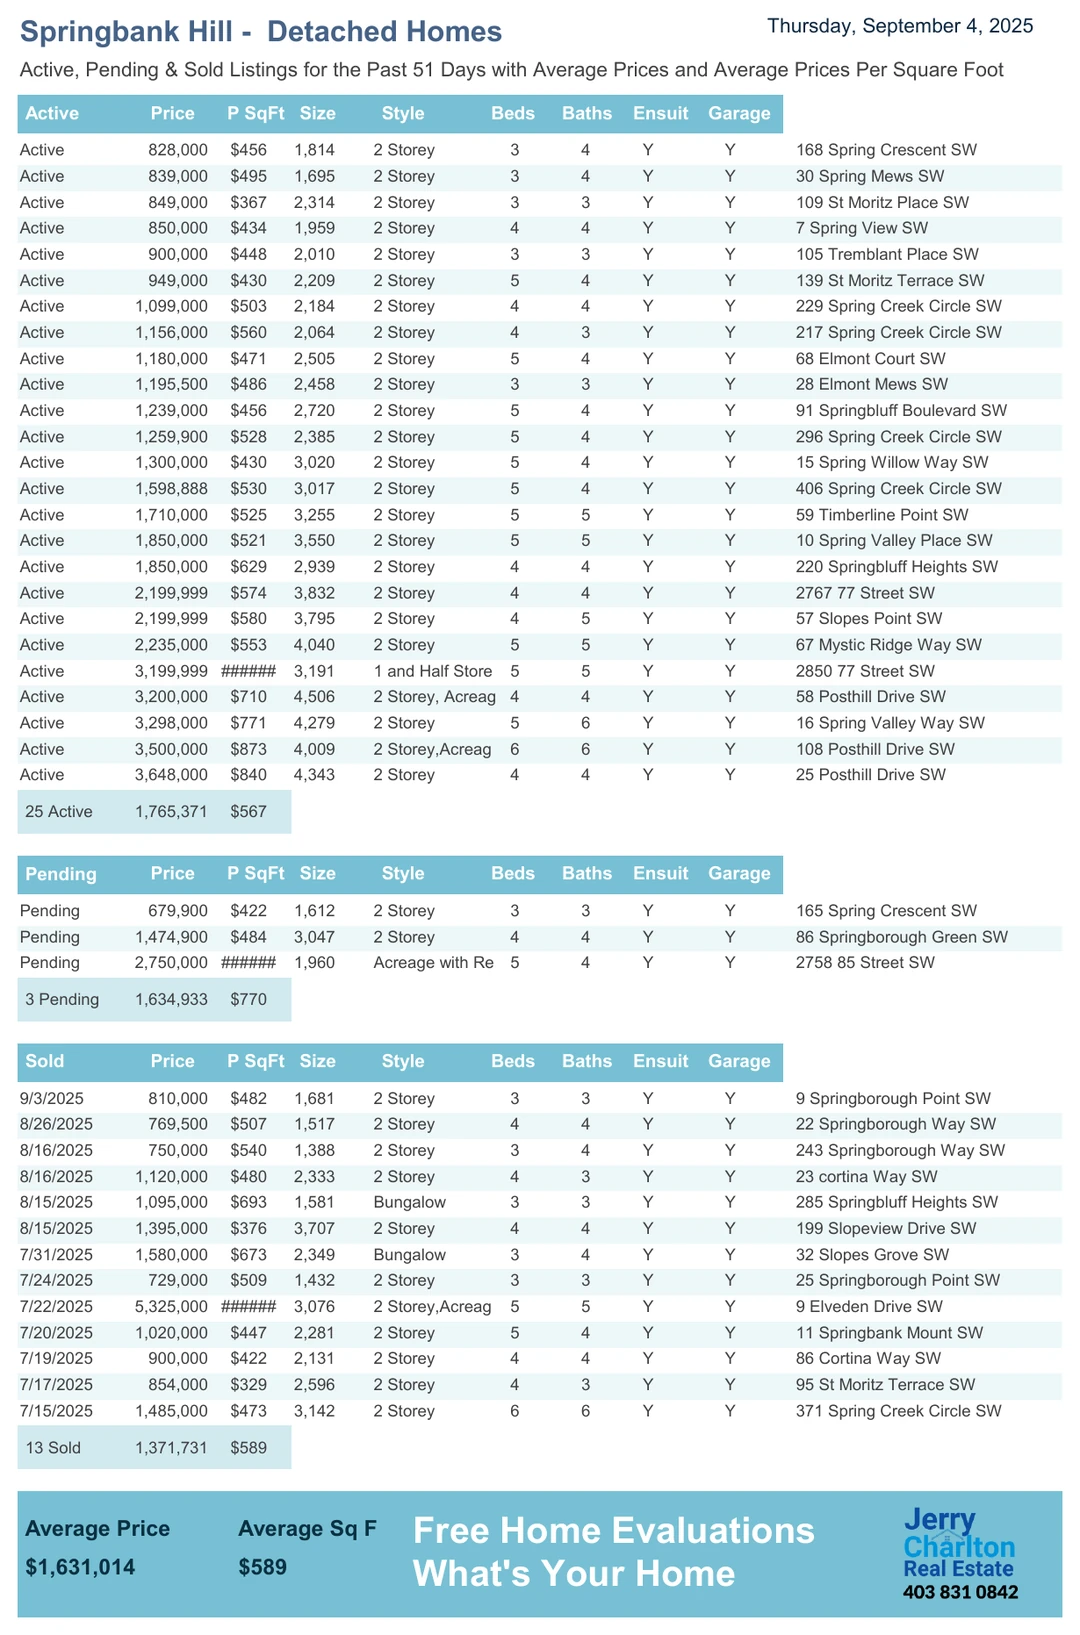 Springbank Hill -  Detached Homes
Thursday, September 4, 2025
Active, Pending & Sold Listings for the Past 51 Days with Average Prices and Average Prices Per Square Foot
Active Price P SqFt Size Style Beds Baths Ensuit Garage
Active 828,000 $456 1,814 2 Storey 3 4 Y Y 168 Spring Crescent SW
Active 839,000 $495 1,695 2 Storey 3 4 Y Y 30 Spring Mews SW
Active 849,000 $367 2,314 2 Storey 3 3 Y Y 109 St Moritz Place SW
Active 850,000 $434 1,959 2 Storey 4 4 Y Y 7 Spring View SW
Active 900,000 $448 2,010 2 Storey 3 3 Y Y 105 Tremblant Place SW
Active 949,000 $430 2,209 2 Storey 5 4 Y Y 139 St Moritz Terrace SW
Active 1,099,000 $503 2,184 2 Storey 4 4 Y Y 229 Spring Creek Circle SW
Active 1,156,000 $560 2,064 2 Storey 4 3 Y Y 217 Spring Creek Circle SW
Active 1,180,000 $471 2,505 2 Storey 5 4 Y Y 68 Elmont Court SW
Active 1,195,500 $486 2,458 2 Storey 3 3 Y Y 28 Elmont Mews SW
Active 1,239,000 $456 2,720 2 Storey 5 4 Y Y 91 Springbluff Boulevard SW
Active 1,259,900 $528 2,385 2 Storey 5 4 Y Y 296 Spring Creek Circle SW
Active 1,300,000 $430 3,020 2 Storey 5 4 Y Y 15 Spring Willow Way SW
Active 1,598,888 $530 3,017 2 Storey 5 4 Y Y 406 Spring Creek Circle SW
Active 1,710,000 $525 3,255 2 Storey 5 5 Y Y 59 Timberline Point SW
Active 1,850,000 $521 3,550 2 Storey 5 5 Y Y 10 Spring Valley Place SW
Active 1,850,000 $629 2,939 2 Storey 4 4 Y Y 220 Springbluff Heights SW
Active 2,199,999 $574 3,832 2 Storey 4 4 Y Y 2767 77 Street SW
Active 2,199,999 $580 3,795 2 Storey 4 5 Y Y 57 Slopes Point SW
Active 2,235,000 $553 4,040 2 Storey 5 5 Y Y 67 Mystic Ridge Way SW
Active 3,199,999 ###### 3,191 1 and Half Store 5 5 Y Y 2850 77 Street SW
Active 3,200,000 $710 4,506 2 Storey, Acreag 4 4 Y Y 58 Posthill Drive SW
Active 3,298,000 $771 4,279 2 Storey 5 6 Y Y 16 Spring Valley Way SW
Active 3,500,000 $873 4,009 2 Storey,Acreag 6 6 Y Y 108 Posthill Drive SW
Active 3,648,000 $840 4,343 2 Storey 4 4 Y Y 25 Posthill Drive SW
25 Active 1,765,371 $567
Pending Price P SqFt Size Style Beds Baths Ensuit Garage
Pending 679,900 $422 1,612 2 Storey 3 3 Y Y 165 Spring Crescent SW
Pending 1,474,900 $484 3,047 2 Storey 4 4 Y Y 86 Springborough Green SW
Pending 2,750,000 ###### 1,960 Acreage with Re 5 4 Y Y 2758 85 Street SW
3 Pending 1,634,933 $770
Sold Price P SqFt Size Style Beds Baths Ensuit Garage
9/3/2025 810,000 $482 1,681 2 Storey 3 3 Y Y 9 Springborough Point SW
8/26/2025 769,500 $507 1,517 2 Storey 4 4 Y Y 22 Springborough Way SW
8/16/2025 750,000 $540 1,388 2 Storey 3 4 Y Y 243 Springborough Way SW
8/16/2025 1,120,000 $480 2,333 2 Storey 4 3 Y Y 23 cortina Way SW
8/15/2025 1,095,000 $693 1,581 Bungalow 3 3 Y Y 285 Springbluff Heights SW
8/15/2025 1,395,000 $376 3,707 2 Storey 4 4 Y Y 199 Slopeview Drive SW
7/31/2025 1,580,000 $673 2,349 Bungalow 3 4 Y Y 32 Slopes Grove SW
7/24/2025 729,000 $509 1,432 2 Storey 3 3 Y Y 25 Springborough Point SW
7/22/2025 5,325,000 ###### 3,076 2 Storey,Acreag 5 5 Y Y 9 Elveden Drive SW
7/20/2025 1,020,000 $447 2,281 2 Storey 5 4 Y Y 11 Springbank Mount SW
7/19/2025 900,000 $422 2,131 2 Storey 4 4 Y Y 86 Cortina Way SW
7/17/2025 854,000 $329 2,596 2 Storey 4 3 Y Y 95 St Moritz Terrace SW
7/15/2025 1,485,000 $473 3,142 2 Storey 6 6 Y Y 371 Spring Creek Circle SW
13 Sold 1,371,731 $589
Average Price Average Sq F
$1,631,014 $589
Free Home Evaluations
What's Your Home
Jerry
Charlton
Real Estate
403 831 0842